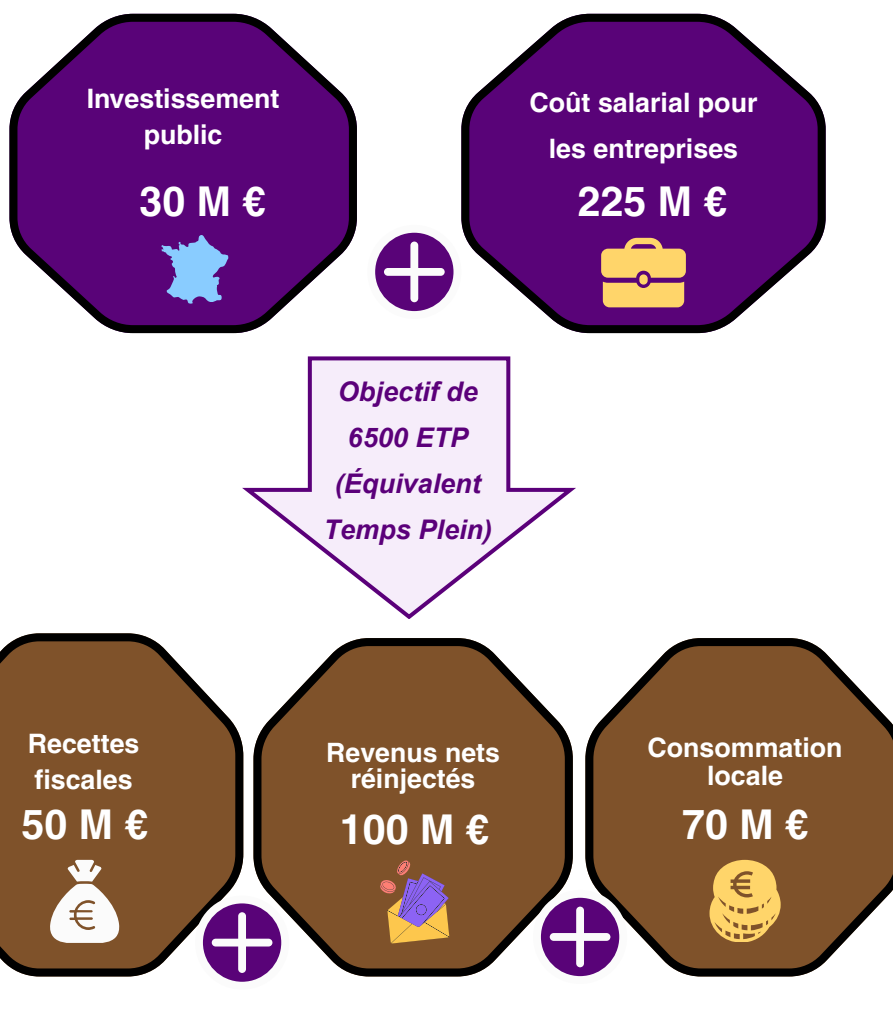 Investissement
public
30 M €
Coût salarial pour
les entreprises
225 M €
Objectif de
6500 ETP
(Équivalent
Temps Plein)
Recettes
fiscales
50 M €
€
Revenus nets
réinjectés
100 M €
Consommation
locale
70 M €
€